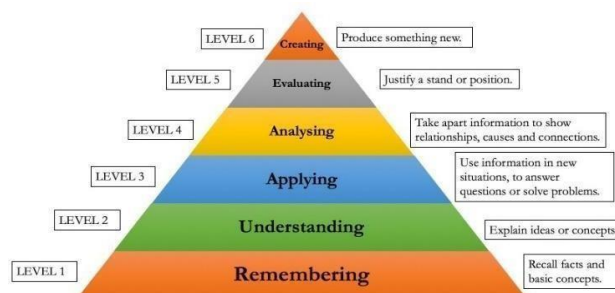 LEVEL 6
Creating
Produce something new.
LEVEL 5
Evaluating
Justify a stand or position.
LEVEL 4
Analysing
Take apart information to show
relationships, causes and connections.
LEVEL 3
Applying
Use information in new
situations, to answer
questions or solve problems.
LEVEL 2
Understanding
Explain ideas or concepts
LEVEL 1
Remembering
Recall facts and
basic concepts.